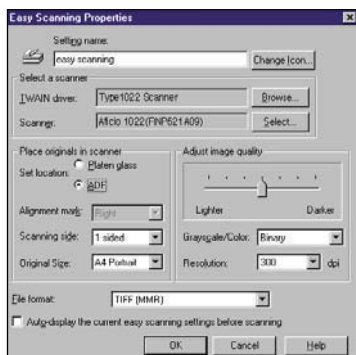 Easy Scanning Properties
Setting name:
easy scanning
Change Icon...
Select a scanner
TWAIN driver: Type1022 Scanner Browse...
Scanner: Aficio 1022(FNP621A09) Select...
Place originals in scanner
Set location: Platen glass
ADF
Alignment mark: Right
Scanning side: 1 sided
Original Size: A4 Portrait
Adjust image quality
Lighter Darker
Grayscale/Color: Binary
Resolution: 300 dpi
File format: TIFF (MMR)
Auto-display the current easy scanning settings before scanning
OK Cancel Help